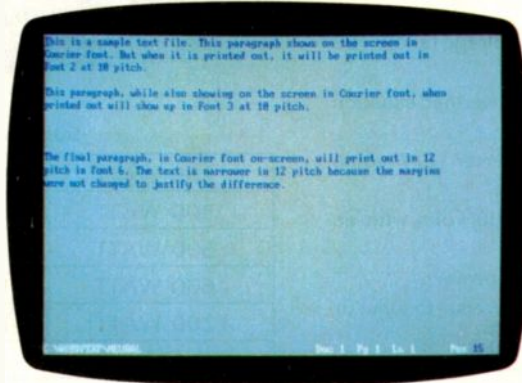 This is a sample text file. This paragraph shows on the screen in
Courier font. But when it is printed out, it will be printed out in
Font 2 at 10 pitch.
This paragraph, while also showing on the screen in Courier font, when
printed out will show up in Font 3 at 10 pitch.
The final paragraph, in Courier font on-screen, will print out in 12
pitch in font 6. The text is narrower in 12 pitch because the margins
were not changed to justify the difference.
Doc 1 Pg 1 Ln 1 Pos 15